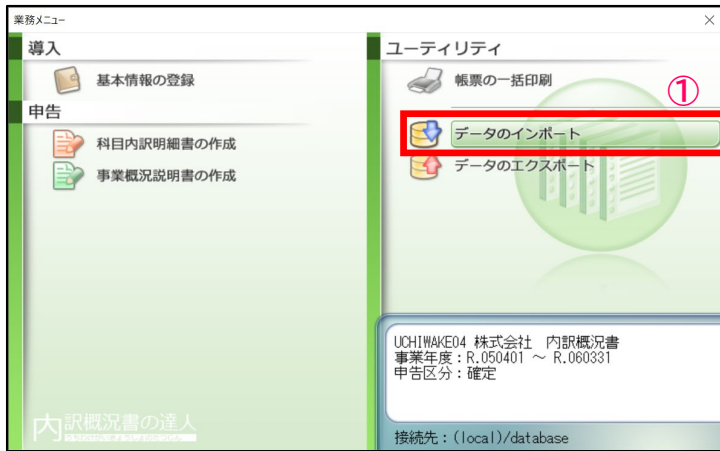 業務メニュー
導入
基本情報の登録
申告
科目内訳明細書の作成
事業概況説明書の作成
ユーティリティ
帳票の一括印刷
①
データのインポート
データのエクスポート
UCHIWAKE04 株式会社 内訳概況書
事業年度:R.050401 ～ R.060331
申告区分:確定
内訳概況書の達人
接続先:(local)/database